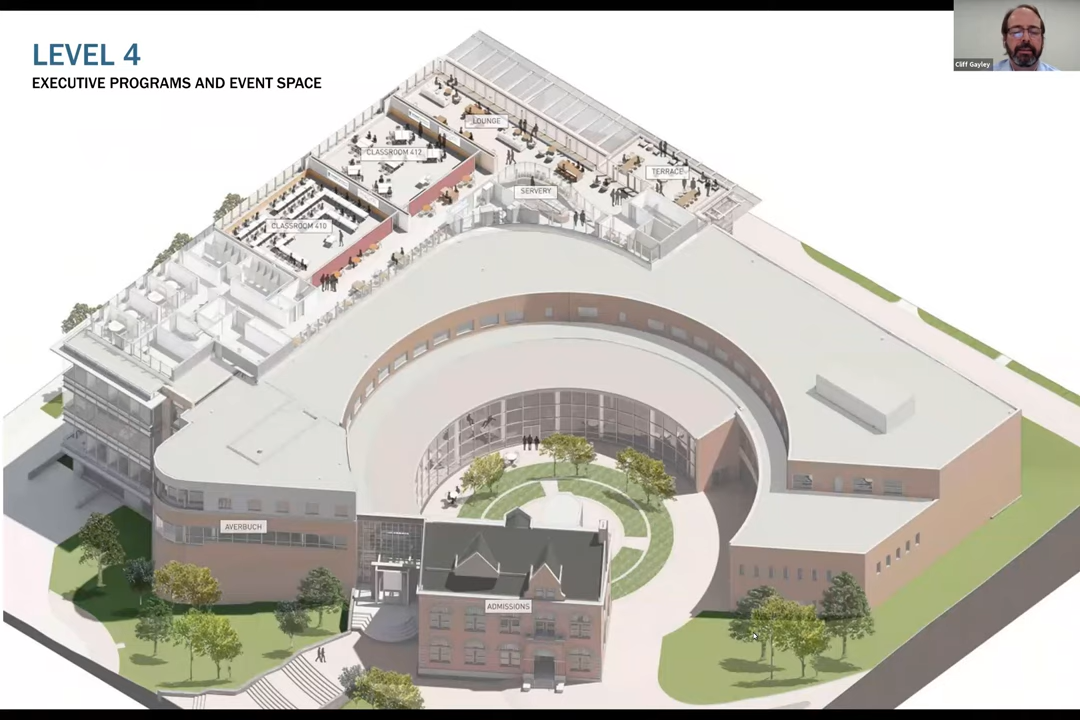 LEVEL 4
EXECUTIVE PROGRAMS AND EVENT SPACE
Cliff Gayley
LOUNGE
CLASSROOM 412
TERRACE
SERVERY
CLASSROOM 410
AVERBUCH
ADMISSIONS